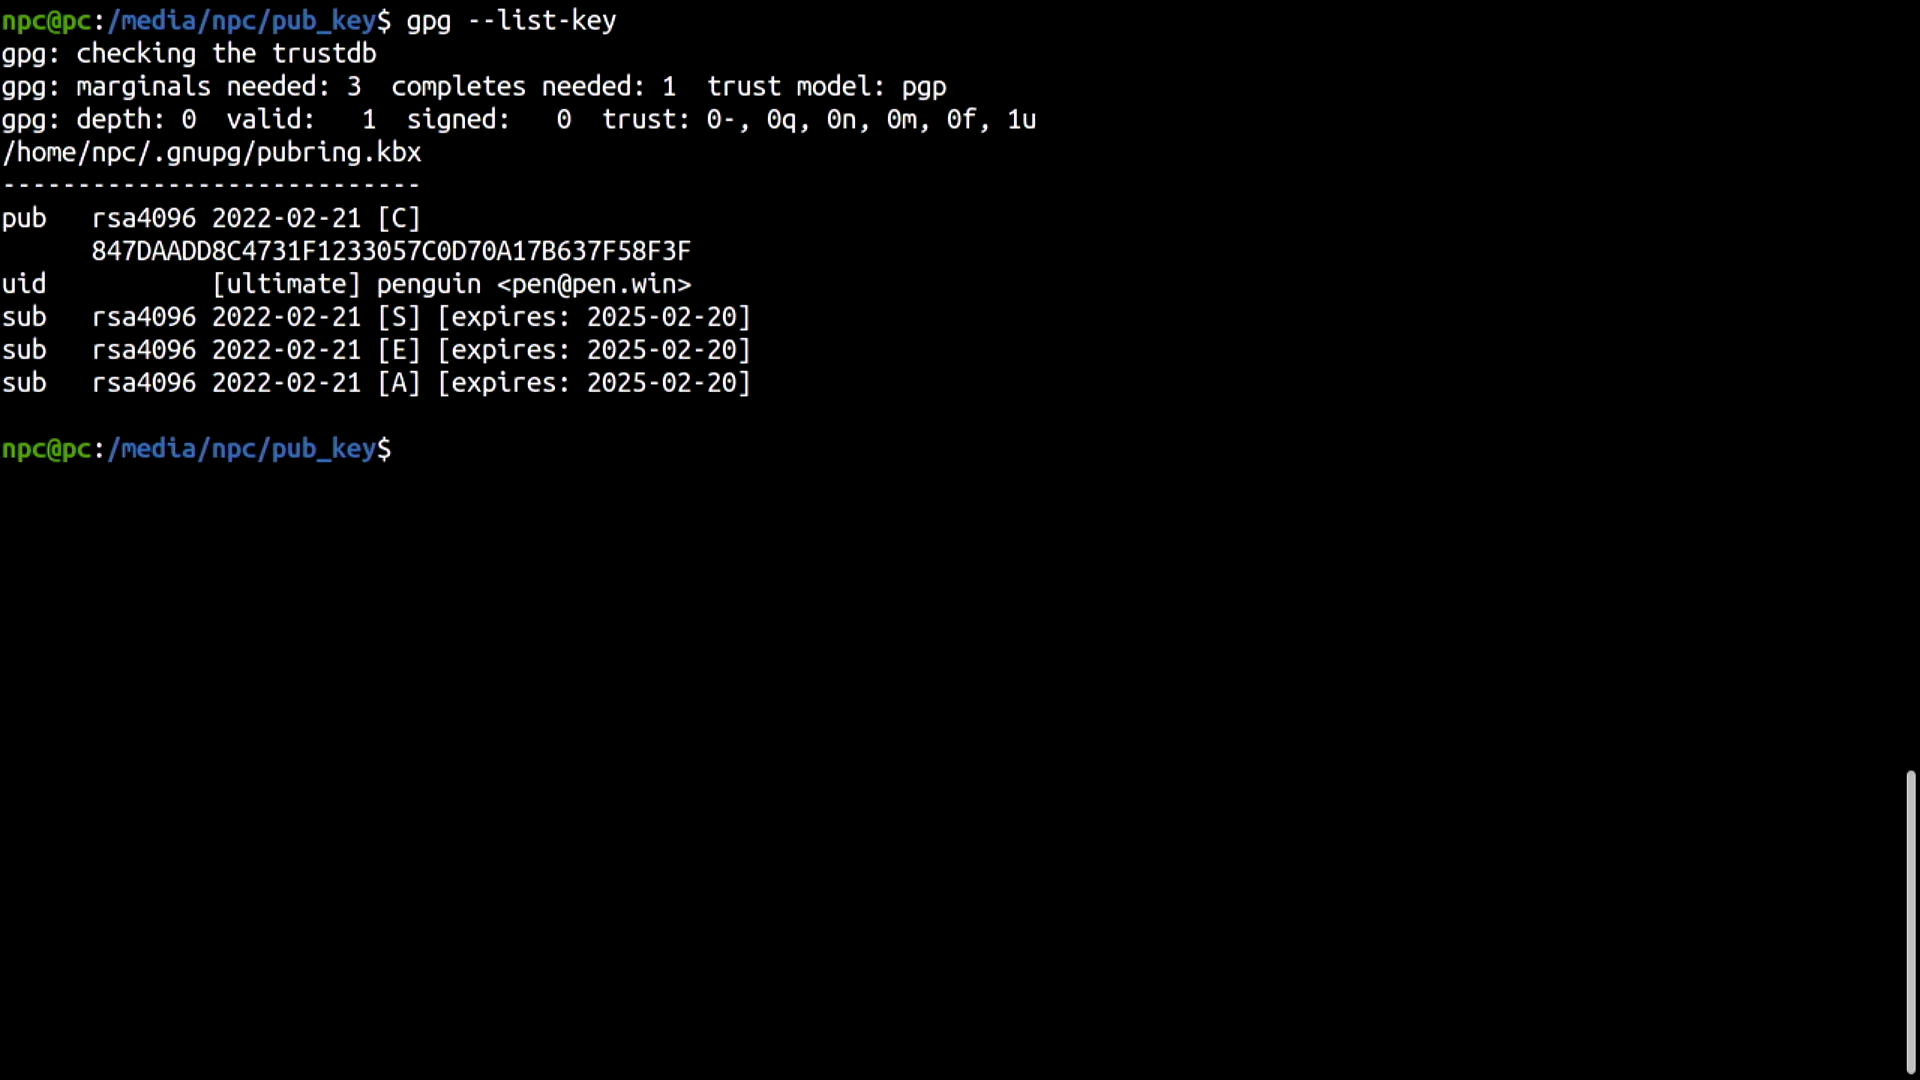 npc@pc:/media/npc/pub_key$ gpg --list-key
gpg: checking the trustdb
gpg: marginals needed: 3  completes needed: 1  trust model: pgp
gpg: depth: 0  valid:   1  signed:   0  trust: 0-, 0q, 0n, 0m, 0f, 1u
/home/npc/.gnupg/pubring.kbx
----------------------------
pub   rsa4096 2022-02-21 [C]
      847DAADD8C4731F1233057C0D70A17B637F58F3F
uid           [ultimate] penguin <pen@pen.win>
sub   rsa4096 2022-02-21 [S] [expires: 2025-02-20]
sub   rsa4096 2022-02-21 [E] [expires: 2025-02-20]
sub   rsa4096 2022-02-21 [A] [expires: 2025-02-20]
npc@pc:/media/npc/pub_key$